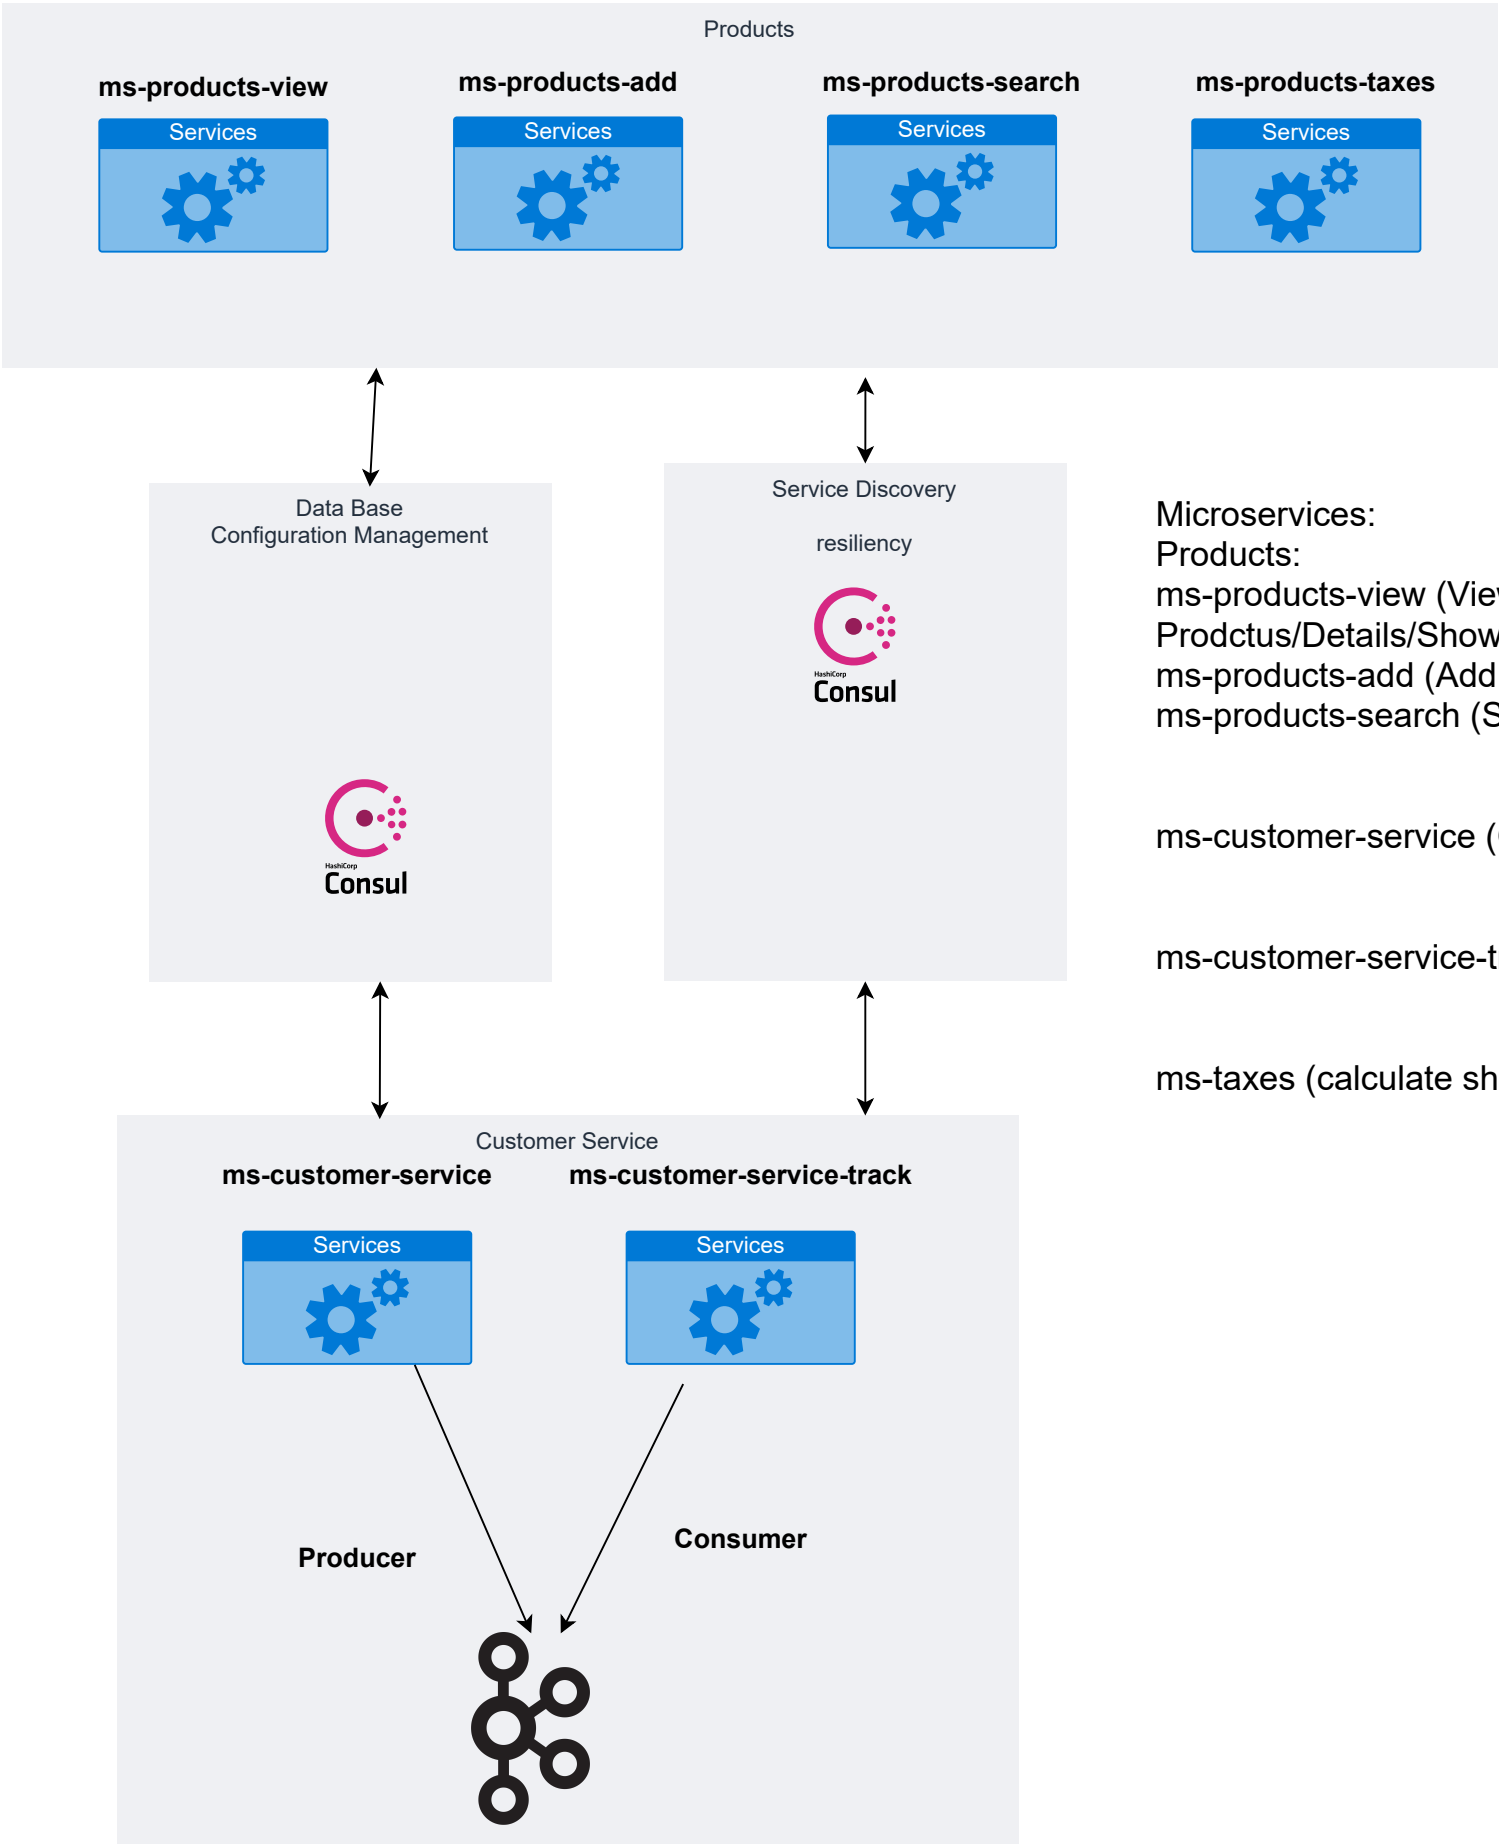 Products
ms-products-view
ms-products-add
ms-products-search
ms-products-taxes
Services
Services
Services
Services
Data Base
Configuration Management
HashiCorp
Consul
Service Discovery
resiliency
HashiCorp
Consul
Microservices:
Products:
ms-products-view
Prodctus/Details/Show
ms-products-add (Add
ms-products-search
ms-customer-service
ms-customer-service-
ms-taxes (calculate
Customer Service
ms-customer-service
ms-customer-service-track
Services
Services
Producer
Consumer